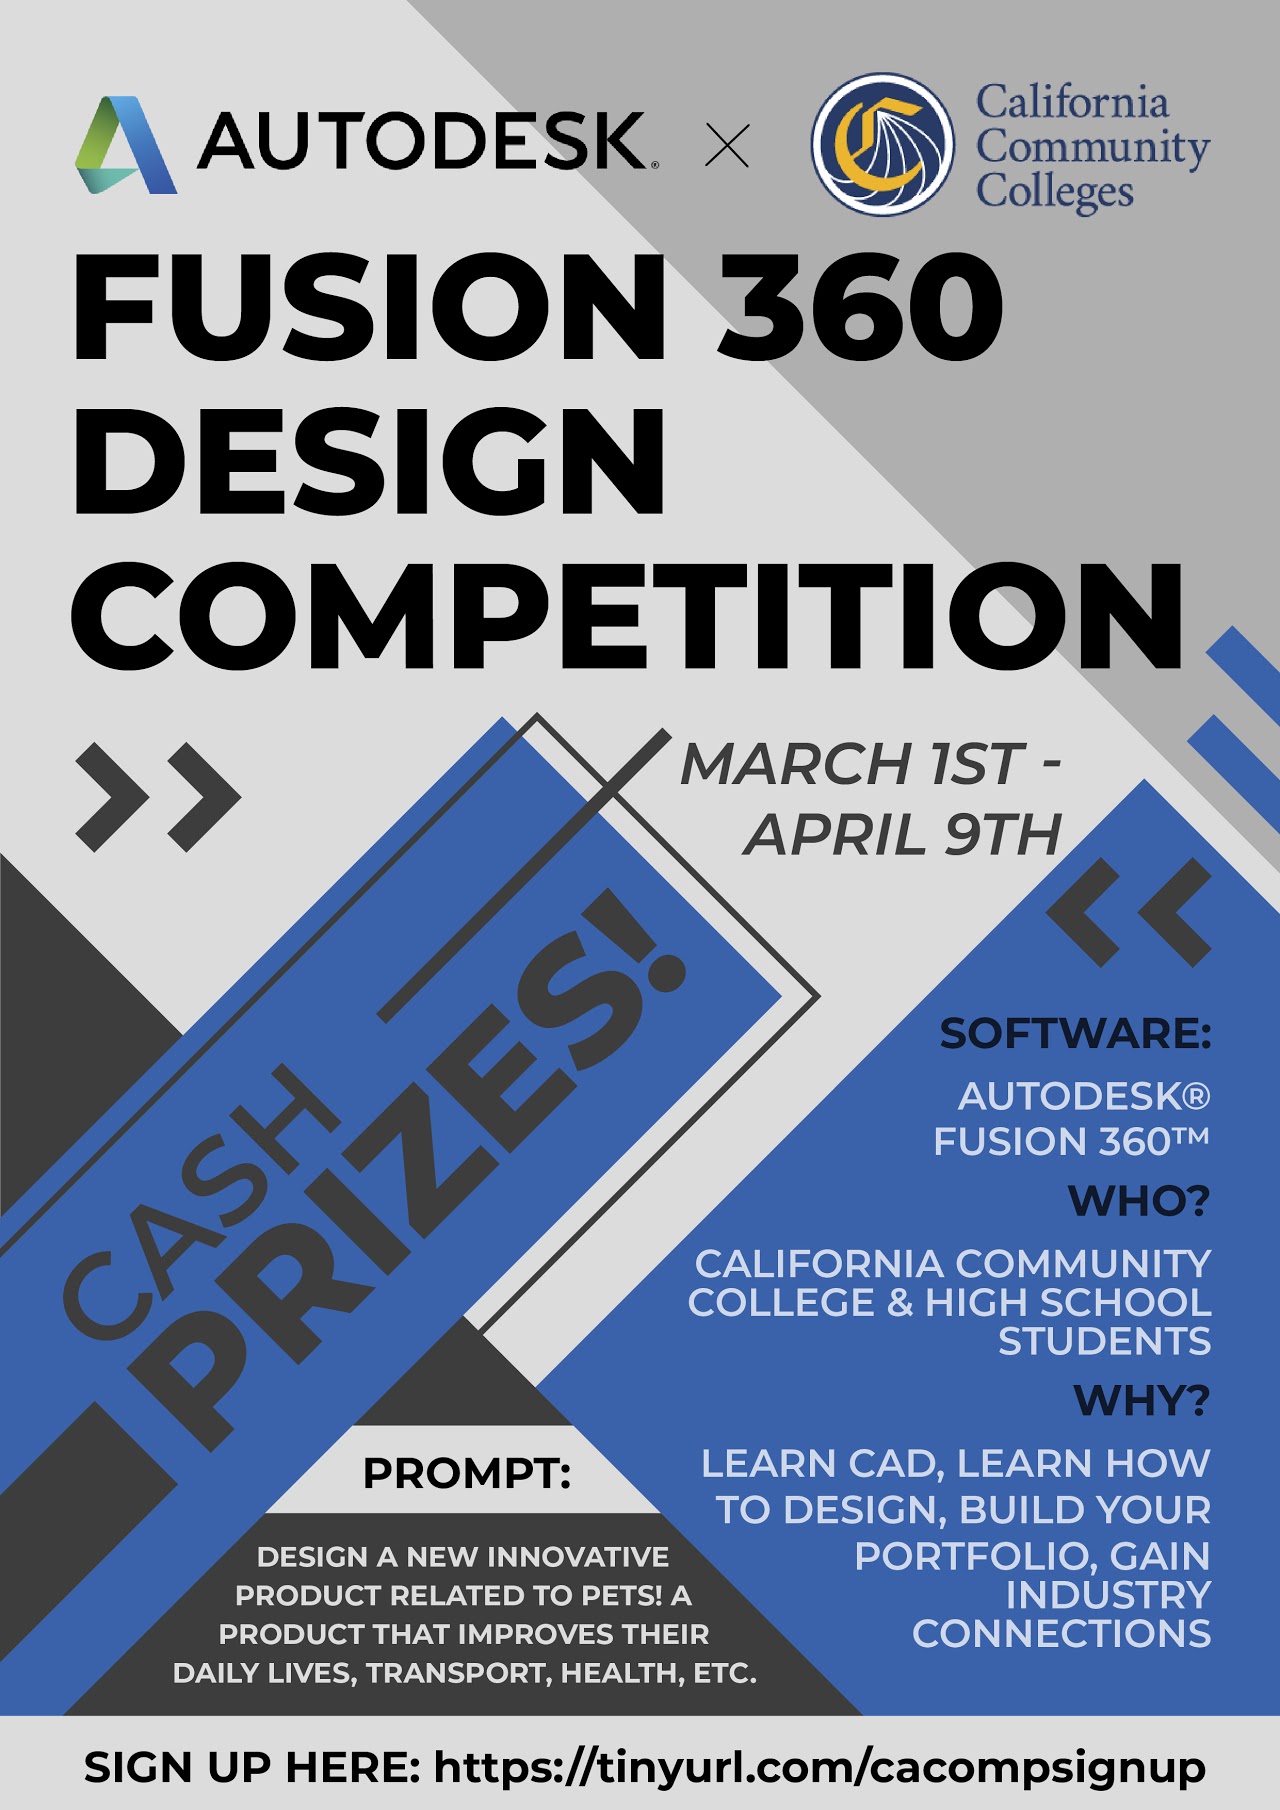 AUTODESK®
California
Community
Colleges
FUSION 360
DESIGN
COMPETITION
MARCH 1ST -
APRIL 9TH
CASH
PRIZES!
SOFTWARE:
AUTODESK®
FUSION 360™
WHO?
CALIFORNIA COMMUNITY
COLLEGE & HIGH SCHOOL
STUDENTS
WHY?
LEARN CAD, LEARN HOW
TO DESIGN, BUILD YOUR
PORTFOLIO, GAIN
INDUSTRY
CONNECTIONS
PROMPT:
DESIGN A NEW INNOVATIVE
PRODUCT RELATED TO PETS! A
PRODUCT THAT IMPROVES THEIR
DAILY LIVES, TRANSPORT, HEALTH, ETC.
SIGN UP HERE: https://tinyurl.com/cacompsignup